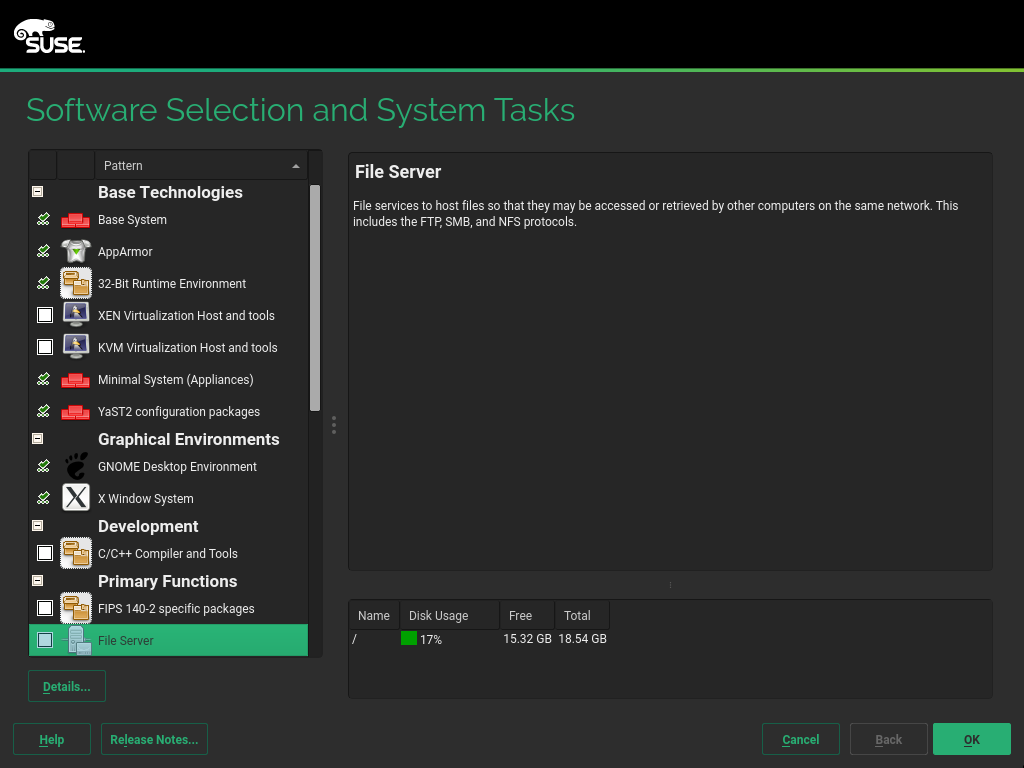 SUSE.
Software Selection and System Tasks
Pattern
Base Technologies
Base System
AppArmor
32-Bit Runtime Environment
XEN Virtualization Host and tools
KVM Virtualization Host and tools
Minimal System (Appliances)
YaST2 configuration packages
Graphical Environments
GNOME Desktop Environment
X Window System
Development
C/C++ Compiler and Tools
Primary Functions
FIPS 140-2 specific packages
File Server
Details...
File Server
File services to host files so that they may be accessed or retrieved by other computers on the same network. This
includes the FTP, SMB, and NFS protocols.
Name Disk Usage Free Total
/ 17% 15.32 GB 18.54 GB
Help Release Notes... Cancel Back OK